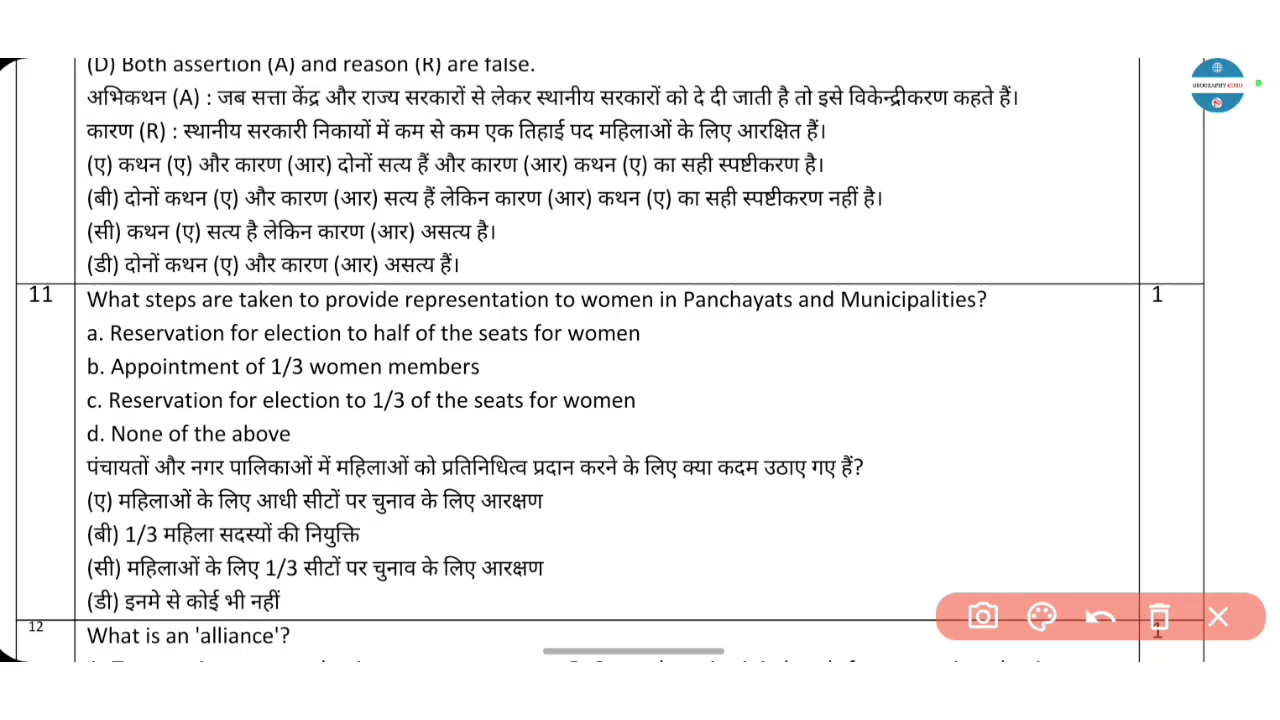 (D) Both assertion (A) and reason (R) are false.
अभिकथन (A) : जब सत्ता केंद्र और राज्य सरकारों से लेकर स्थानीय सरकारों को दे दी जाती है तो इसे विकेन्द्रीकरण कहते हैं।
कारण (R) : स्थानीय सरकारी निकायों में कम से कम एक तिहाई पद महिलाओं के लिए आरक्षित हैं।
(ए) कथन (ए) और कारण (आर) दोनों सत्य हैं और कारण (आर) कथन (ए) का सही स्पष्टीकरण है।
(बी) दोनों कथन (ए) और कारण (आर) सत्य हैं लेकिन कारण (आर) कथन (ए) का सही स्पष्टीकरण नहीं है।
(सी) कथन (ए) सत्य है लेकिन कारण (आर) असत्य है।
(डी) दोनों कथन (ए) और कारण (आर) असत्य हैं।
11 What steps are taken to provide representation to women in Panchayats and Municipalities? 1
a. Reservation for election to half of the seats for women
b. Appointment of 1/3 women members
c. Reservation for election to 1/3 of the seats for women
d. None of the above
पंचायतों और नगर पालिकाओं में महिलाओं को प्रतिनिधित्व प्रदान करने के लिए क्या कदम उठाए गए हैं?
(ए) महिलाओं के लिए आधी सीटों पर चुनाव के लिए आरक्षण
(बी) 1/3 महिला सदस्यों की नियुक्ति
(सी) महिलाओं के लिए 1/3 सीटों पर चुनाव के लिए आरक्षण
(डी) इनमे से कोई भी नहीं
12 What is an 'alliance'? 1
GEOGRAPHY